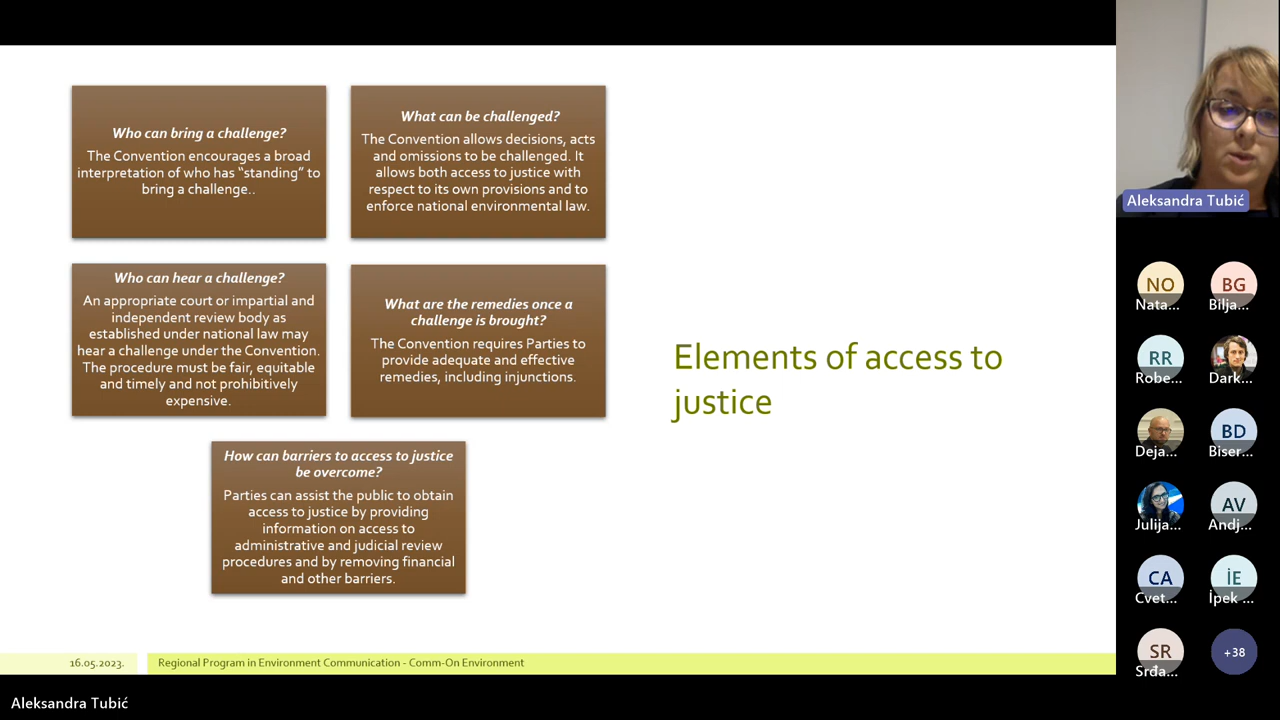 Who can bring a challenge?
The Convention encourages a broad
interpretation of who has “standing” to
bring a challenge..
What can be challenged?
The Convention allows decisions, acts
and omissions to be challenged. It
allows both access to justice with
respect to its own provisions and to
enforce national environmental law.
Who can hear a challenge?
An appropriate court or impartial and
independent review body as
established under national law may
hear a challenge under the Convention.
The procedure must be fair, equitable
and timely and not prohibitively
expensive.
What are the remedies once a
challenge is brought?
The Convention requires Parties to
provide adequate and effective
remedies, including injunctions.
How can barriers to access to justice
be overcome?
Parties can assist the public to obtain
access to justice by providing
information on access to
administrative and judicial review
procedures and by removing financial
and other barriers.
Elements of access to
justice
16.05.2023.
Regional Program in Environment Communication - Comm-On Environment
Aleksandra Tubić
Aleksandra Tubić
NO
Nata...
BG
Bilja...
RR
Robe...
Dark...
Deja...
BD
Biser...
Julija...
AV
Andj...
CA
Cvet...
İE
İpek ...
SR
Srđa...
+38